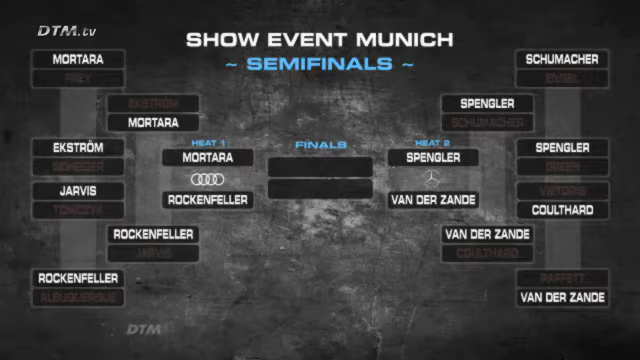 DTM.tv
SHOW EVENT MUNICH
~ SEMIFINALS ~
MORTARA
FREY
EKSTRÖM
MORTARA
EKSTRÖM
SCHEIDER
JARVIS
TOMCZYK
ROCKENFELLER
JARVIS
ROCKENFELLER
ALBUQUERQUE
HEAT 1
MORTARA
ROCKENFELLER
FINALS
HEAT 2
SPENGLER
VAN DER ZANDE
SCHUMACHER
ENGEL
SPENGLER
SCHUMACHER
SPENGLER
GREEN
VIETORIS
COULTHARD
VAN DER ZANDE
COULTHARD
PAFFETT
VAN DER ZANDE
DTM